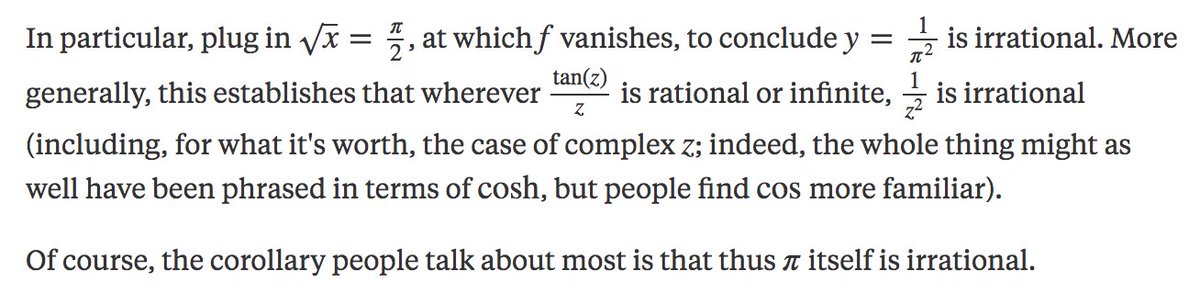 In particular, plug in √x = π/2, at which f vanishes, to conclude y = 1/π² is irrational. More
generally, this establishes that wherever tan(z)/z is rational or infinite, 1/z² is irrational
(including, for what it's worth, the case of complex z; indeed, the whole thing might as
well have been phrased in terms of cosh, but people find cos more familiar).
Of course, the corollary people talk about most is that thus π itself is irrational.